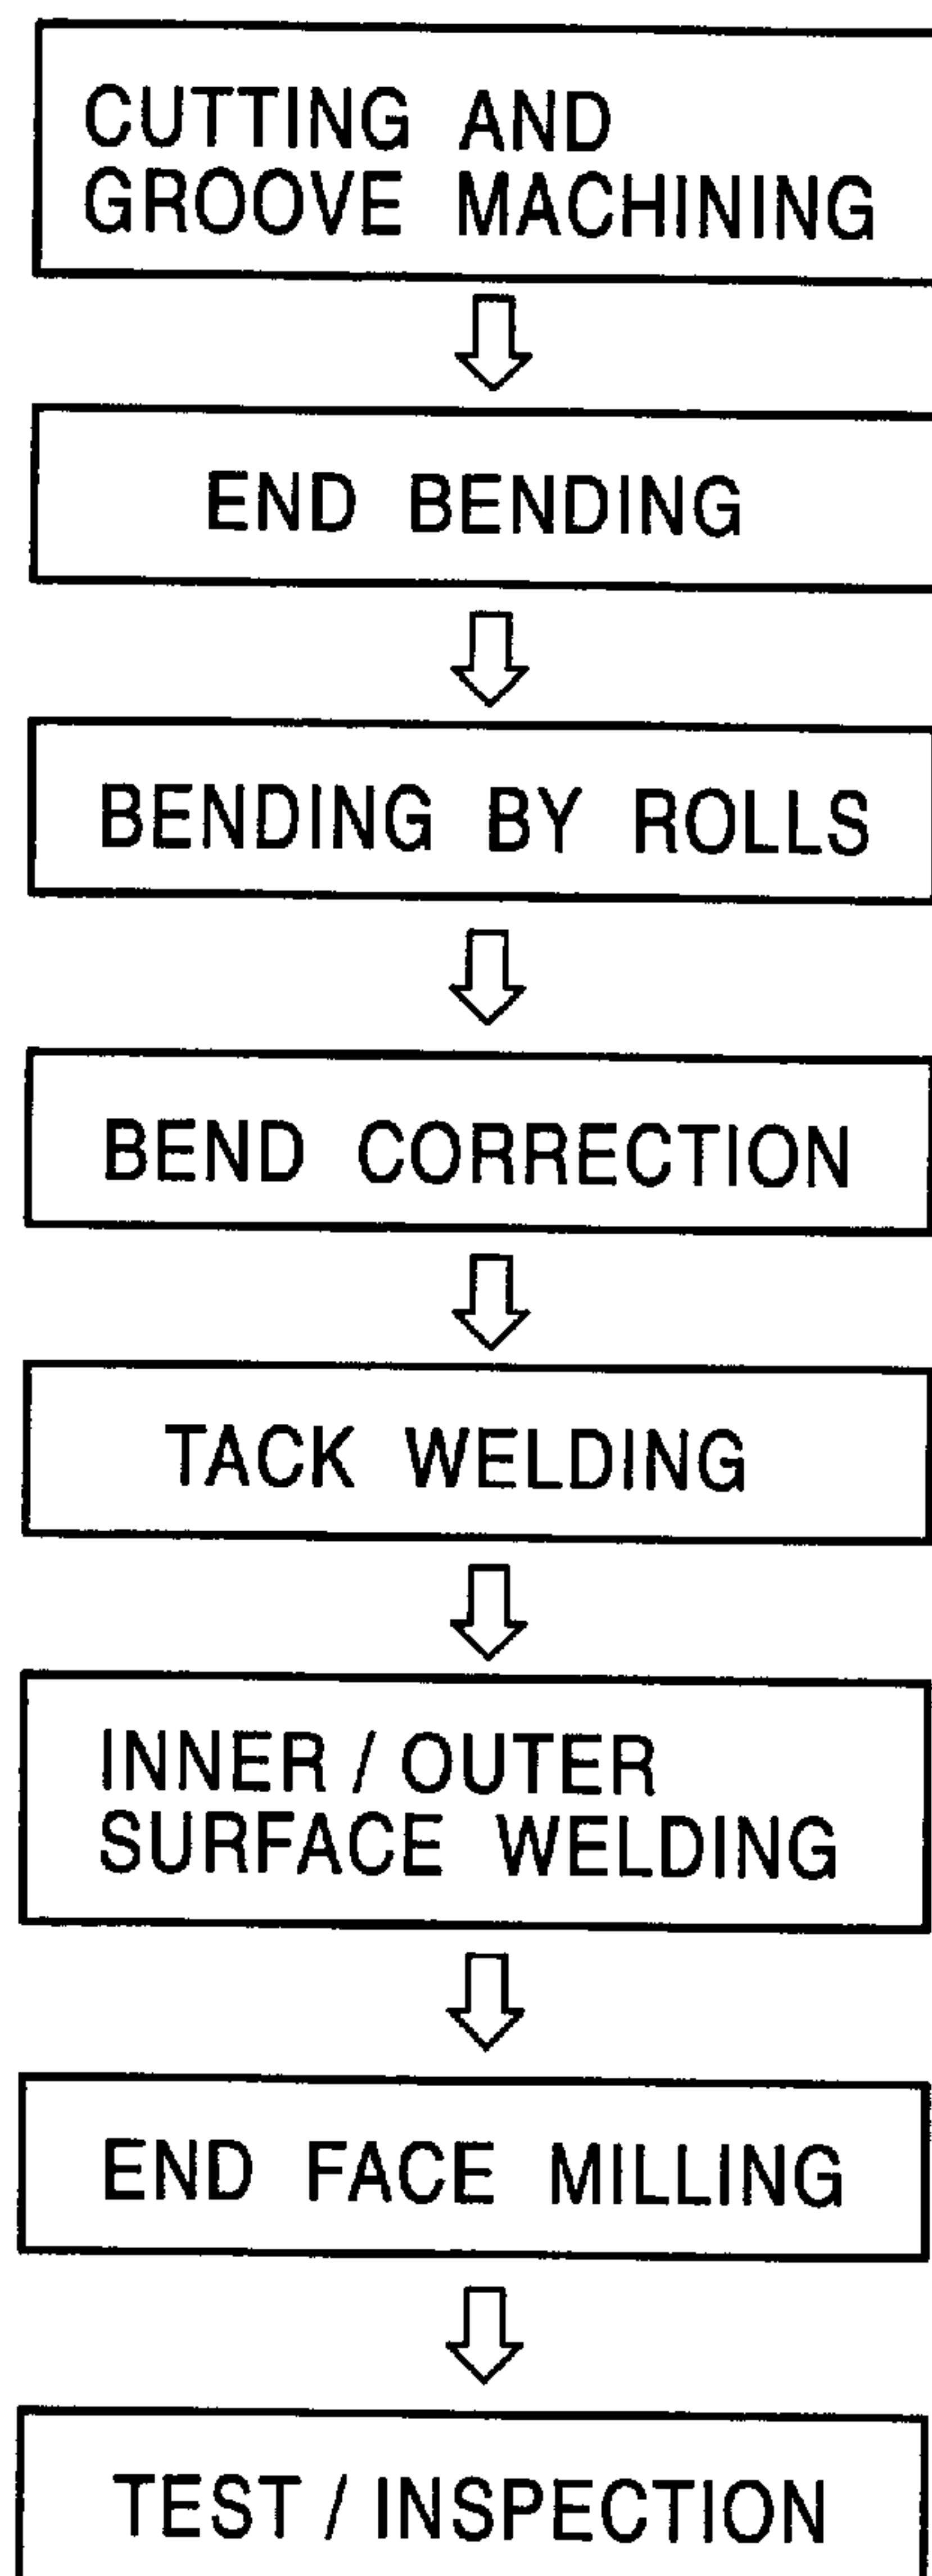 CUTTING AND
GROOVE MACHINING
END BENDING
BENDING BY ROLLS
BEND CORRECTION
TACK WELDING
INNER / OUTER
SURFACE WELDING
END FACE MILLING
TEST / INSPECTION